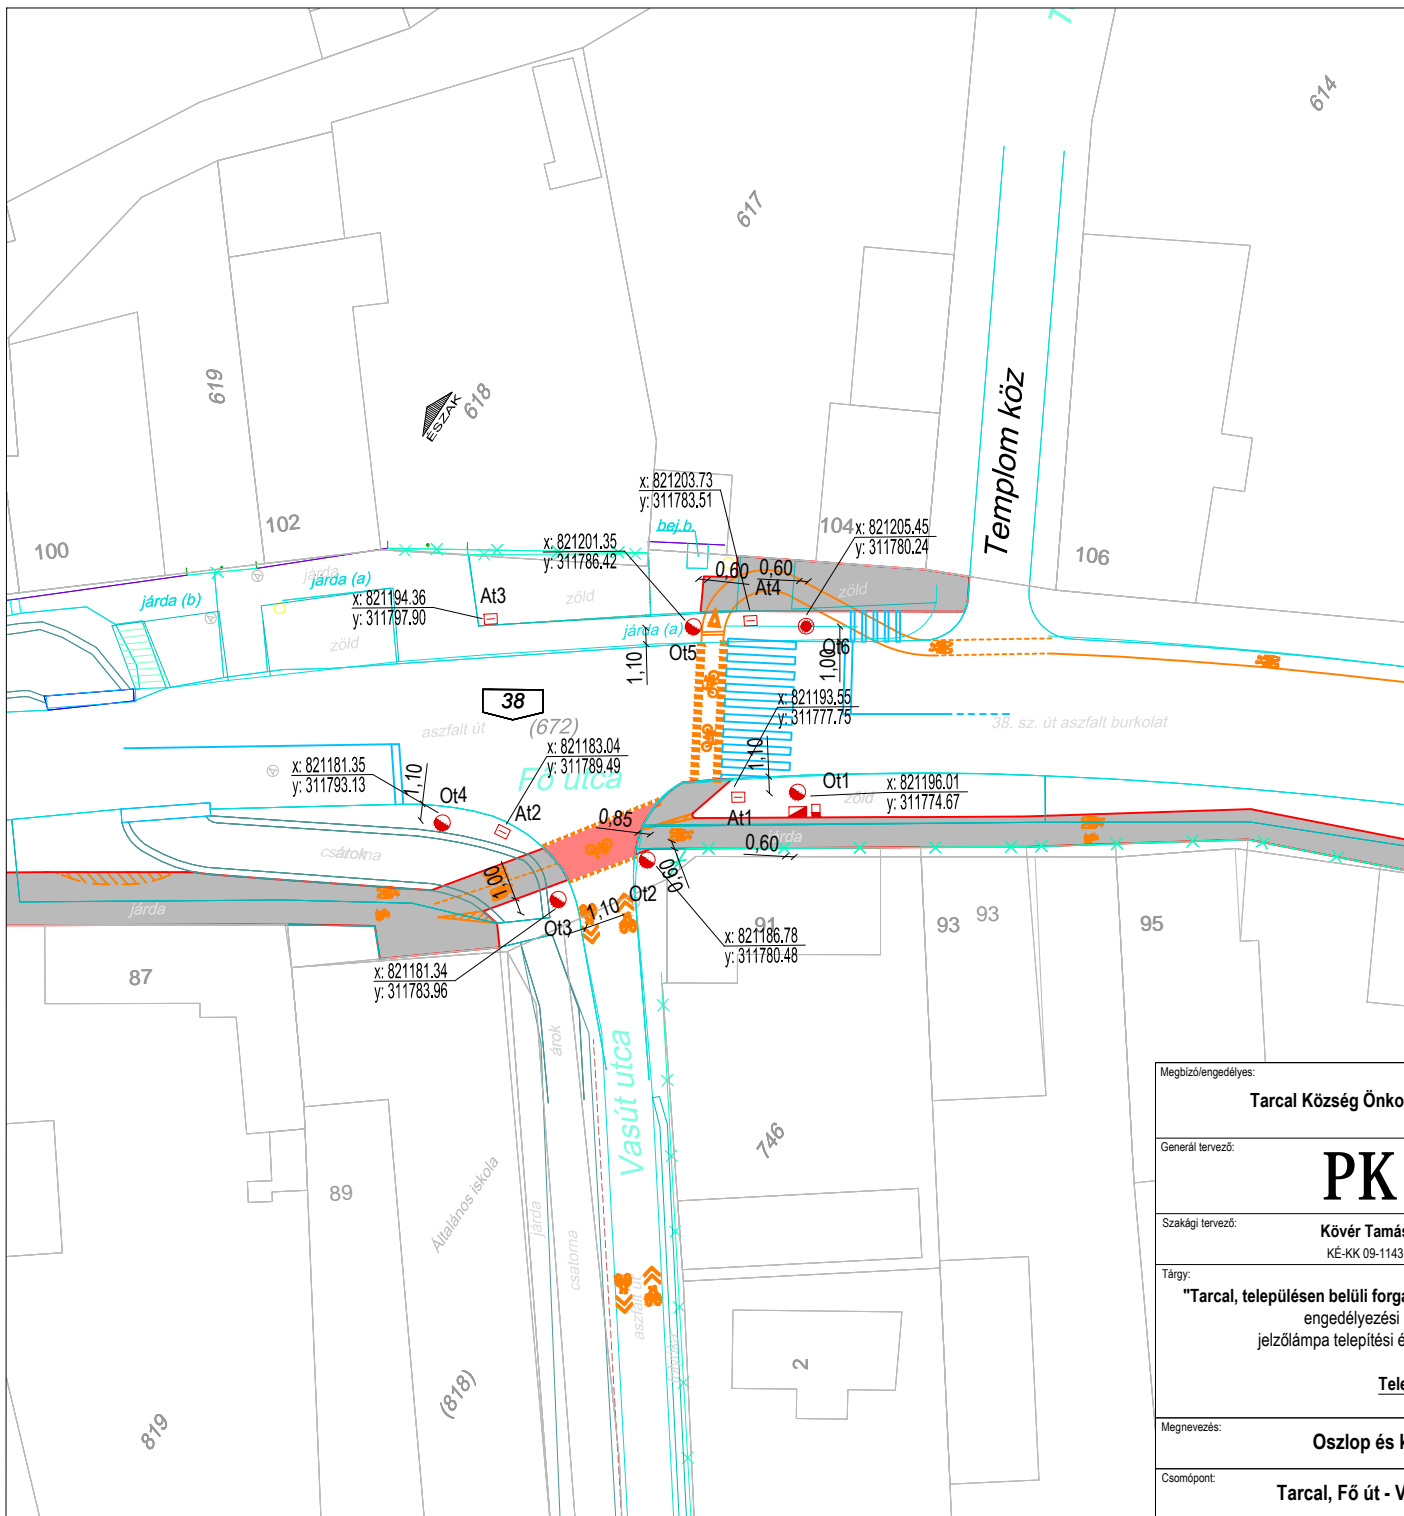 614
617
619
618
ÉSZAK
Templom köz
x: 821203.73
y: 311783.51
102
100
104
106
bej.b.
x: 821205.45
y: 311780.24
x: 821201.35
y: 311786.42
járda
járda (a)
járda (b)
0,60
0,60
At4
zöld
At3
zöld
x: 821194.36
y: 311797.90
zöld
járda (a)
Ot5
Ot6
1,10
1,00
38
x: 821193.55
y: 311777.75
aszfalt út
(672)
38. sz. út aszfalt burkolat
x: 821183.04
y: 311789.49
Fő utca
1,10
x: 821181.35
y: 311793.13
1,10
Ot4
Ot1
x: 821196.01
y: 311774.67
zöld
At2
At1
0,85
járda
csatorna
árok
0,60
0,60
1,00
Ot2
1,10
Ot3
járda
91
93
93
95
x: 821186.78
y: 311780.48
87
x: 821181.34
y: 311783.96
árok
Vasút utca
746
89
Általános iskola
járda
csatorna
aszfalt út
2
(818)
819
Megbízó/engedélyes:
Tarcal Község Önko
Generál tervező:
PK
Szakági tervező:
Kövér Tamás
KÉ-KK 09-1143
Tárgy:
"Tarcal, településen belüli forga
engedélyezési
jelzőlámpa telepítési é
Tele
Megnevezés:
Oszlop és k
Csomópont:
Tarcal, Fő út - V